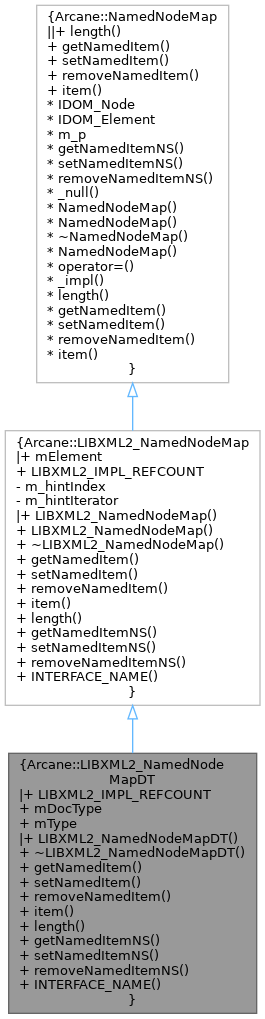 {Arcane::NamedNodeMap
||+ length()
+ getNamedItem()
+ setNamedItem()
+ removeNamedItem()
+ item()
* IDOM_Node
* IDOM_Element
* m_p
* getNamedItemNS()
* setNamedItemNS()
* removeNamedItemNS()
* _null()
* NamedNodeMap()
* NamedNodeMap()
* ~NamedNodeMap()
* NamedNodeMap()
* operator=()
* _impl()
* length()
* getNamedItem()
* setNamedItem()
* removeNamedItem()
* item()
}
{Arcane::LIBXML2_NamedNodeMap
|+ mElement
+ LIBXML2_IMPL_REFCOUNT
- m_hintIndex
- m_hintIterator
|+ LIBXML2_NamedNodeMap()
+ LIBXML2_NamedNodeMap()
+ ~LIBXML2_NamedNodeMap()
+ getNamedItem()
+ setNamedItem()
+ removeNamedItem()
+ item()
+ length()
+ getNamedItemNS()
+ setNamedItemNS()
+ removeNamedItemNS()
+ INTERFACE_NAME()
}
{Arcane::LIBXML2_NamedNode
MapDT
|+ LIBXML2_IMPL_REFCOUNT
+ mDocType
+ mType
|+ LIBXML2_NamedNodeMapDT()
+ ~LIBXML2_NamedNodeMapDT()
+ getNamedItem()
+ setNamedItem()
+ removeNamedItem()
+ item()
+ length()
+ getNamedItemNS()
+ setNamedItemNS()
+ removeNamedItemNS()
+ INTERFACE_NAME()
}